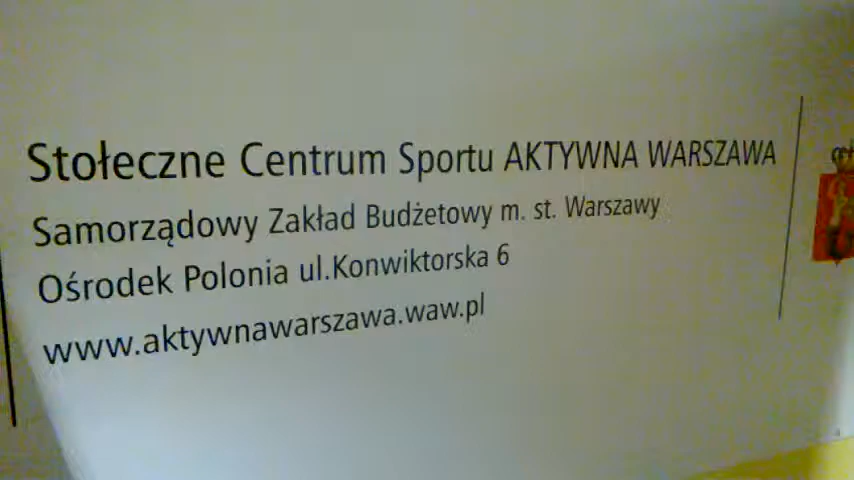 Stołeczne Centrum Sportu AKTYWNA WARSZAWA
Samorządowy Zakład Budżetowy m. st. Warszawy
Ośrodek Polonia ul.Konwiktorska 6
www.aktywnawarszawa.waw.pl